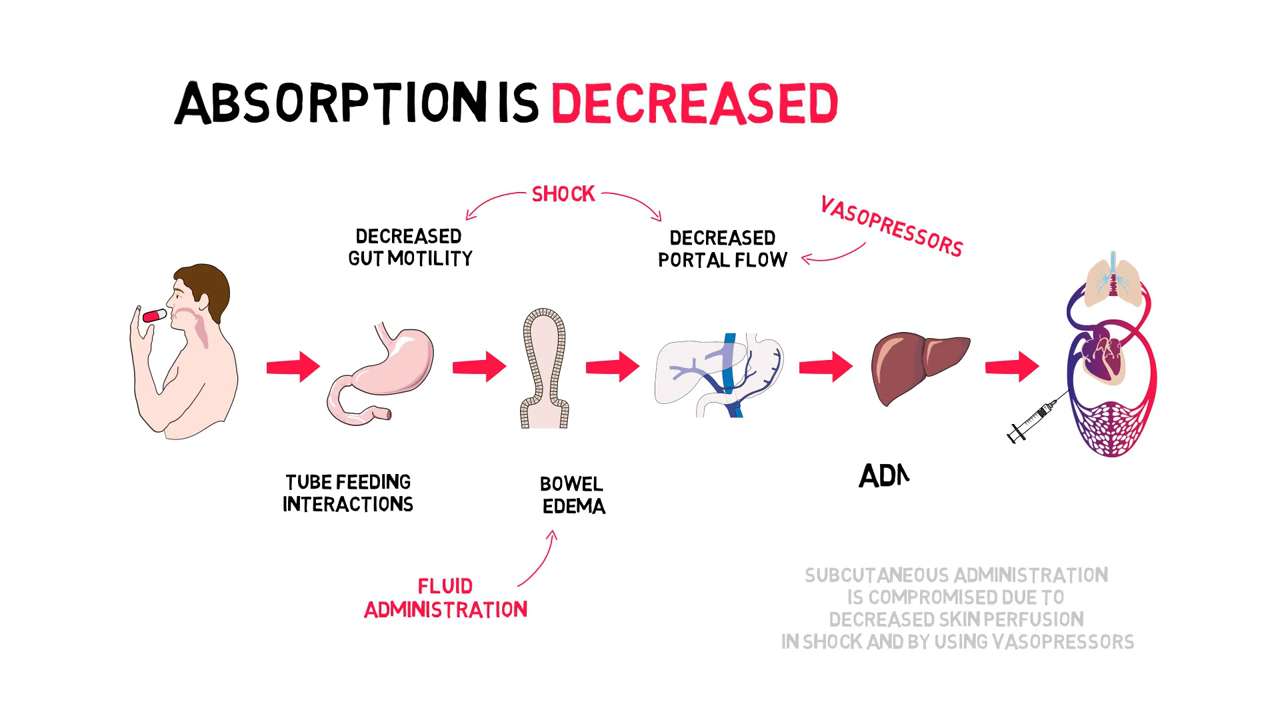 ABSORPTION IS DECREASED
SHOCK
VASOPRESSORS
DECREASED
GUT MOTILITY
DECREASED
PORTAL FLOW
TUBE FEEDING
INTERACTIONS
BOWEL
EDEMA
FLUID
ADMINISTRATION
SUBCUTANEOUS ADMINISTRATION
IS COMPROMISED DUE TO
DECREASED SKIN PERFUSION
IN SHOCK AND BY USING VASOPRESSORS